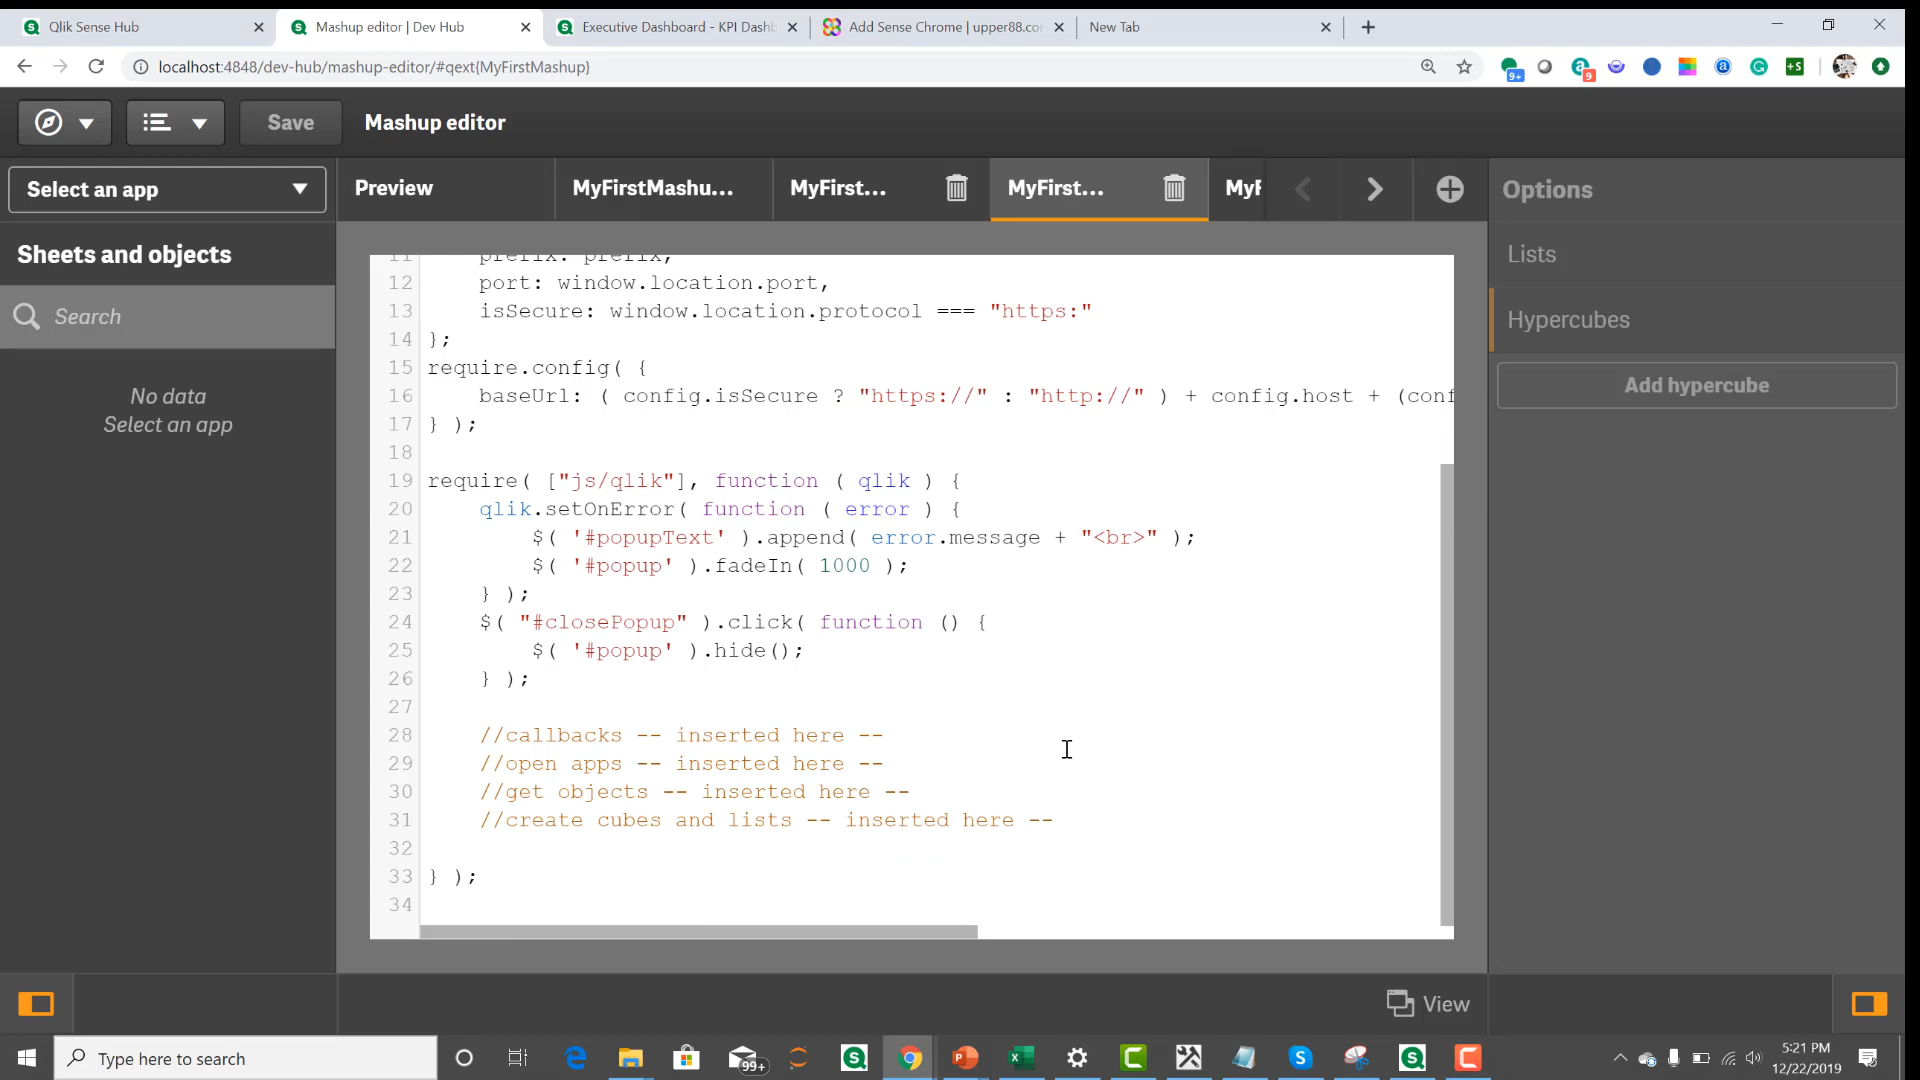 Qlik Sense Hub
Mashup editor | Dev Hub
Executive Dashboard - KPI Dashb
Add Sense Chrome | upper88.cor
New Tab
localhost:4848/dev-hub/mashup-editor/#qext{MyFirstMashup}
9+
9
+S
Save
Mashup editor
Select an app
Preview
MyFirstMashu...
MyFirst...
MyFirst...
MyF
Options
Sheets and objects
Search
No data
Select an app
Lists
Hypercubes
Add hypercube
11 prefix: prefix,
12 port: window.location.port,
13 isSecure: window.location.protocol === "https:"
14 };
15 require.config( {
16 baseUrl: ( config.isSecure ? "https://" : "http://" ) + config.host + (conf
17 } );
18
19 require( ["js/qlik"], function ( qlik ) {
20 qlik.setOnError( function ( error ) {
21 $( '#popupText' ).append( error.message + "<br>" );
22 $( '#popup' ).fadeIn( 1000 );
23 } );
24 $( "#closePopup" ).click( function () {
25 $( '#popup' ).hide();
26 } );
27
28 //callbacks -- inserted here --
29 //open apps -- inserted here --
30 //get objects -- inserted here --
31 //create cubes and lists -- inserted here --
32
33 } );
34
View
Type here to search
99+
5:21 PM
12/22/2019